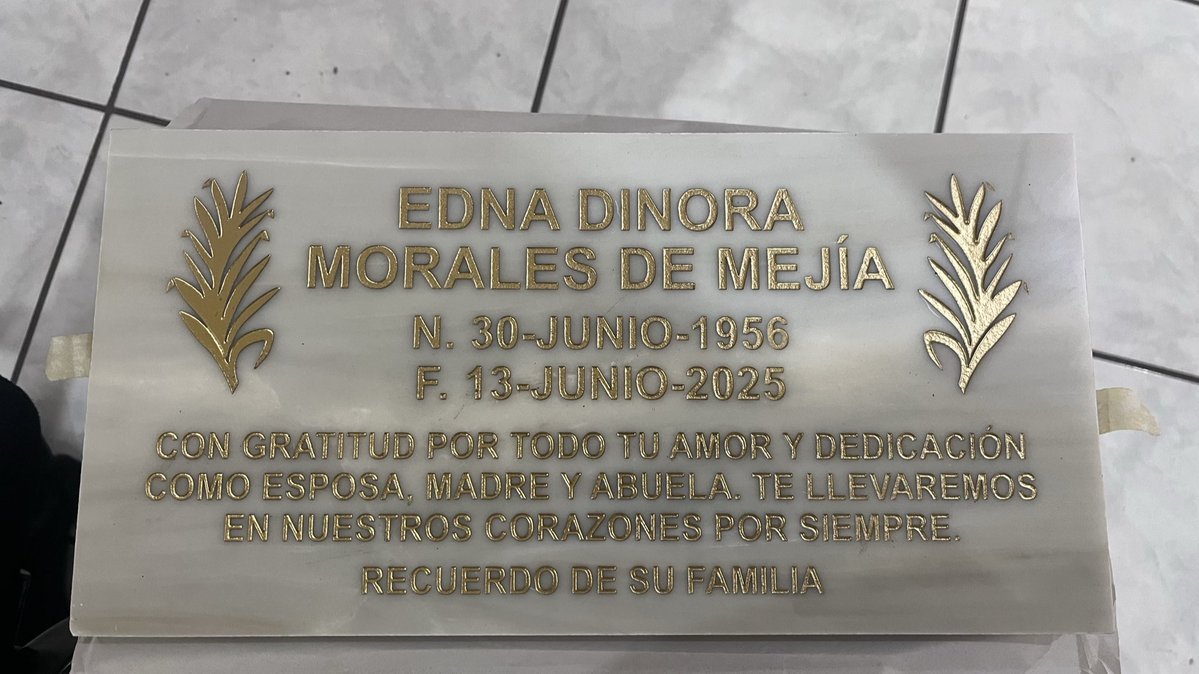 EDNA DINORA
MORALES DE MEJÍA
N. 30-JUNIO-1956
F. 13-JUNIO-2025
CON GRATITUD POR TODO TU AMOR Y DEDICACIÓN
COMO ESPOSA, MADRE Y ABUELA. TE LLEVAREMOS
EN NUESTROS CORAZONES POR SIEMPRE.
RECUERDO DE SU FAMILIA